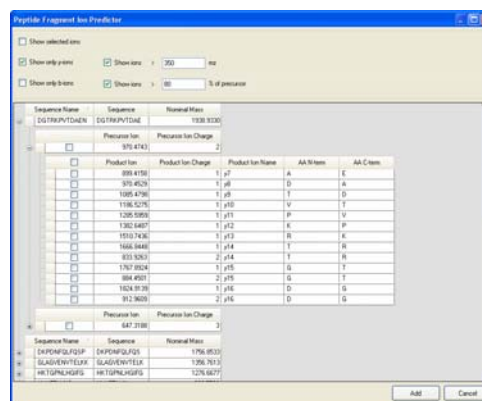 Peptide Fragment Ion Predictor
Show selected ions
Show only y-ions Show ions > 350 mz
Show only b-ions Show ions > 80 % of precursor
Sequence Name Sequence Nominal Mass
DGTRKPVTDAEN DGTRKPVTDAE 1938.9330
Precursor Ion Precursor Ion Charge
970.4743 2
Product Ion Product Ion Charge Product Ion Name AA N-term AA C-term
899.4158 1 y7 A E
970.4529 1 y8 D A
1085.4798 1 y9 T D
1186.5275 1 y10 V T
1285.5959 1 y11 P V
1382.6487 1 y12 K P
1510.7436 1 y13 R K
1666.8448 1 y14 T R
833.9263 2 y14 T R
1767.8924 1 y15 G T
884.4501 2 y15 G T
1824.9139 1 y16 D G
912.9609 2 y16 D G
Precursor Ion Precursor Ion Charge
647.3188 3
Sequence Name Sequence Nominal Mass
DKPDNFQLFQSP DKPDNFQLFQS 1756.8533
GLAGVENVTELKK GLAGVENVTELK 1356.7613
HKTGPNLHGIFG HKTGPNLHGIFG 1276.6677
Add Cancel